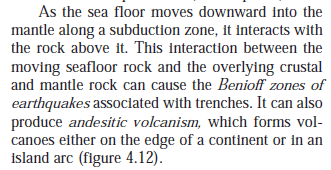 As the sea floor moves downward into the
mantle along a subduction zone, it interacts with
the rock above it. This interaction between the
moving seafloor rock and the overlying crustal
and mantle rock can cause the Benioff zones of
earthquakes associated with trenches. It can also
produce andesitic volcanism, which forms vol-
canoes either on the edge of a continent or in an
island arc (figure 4.12).